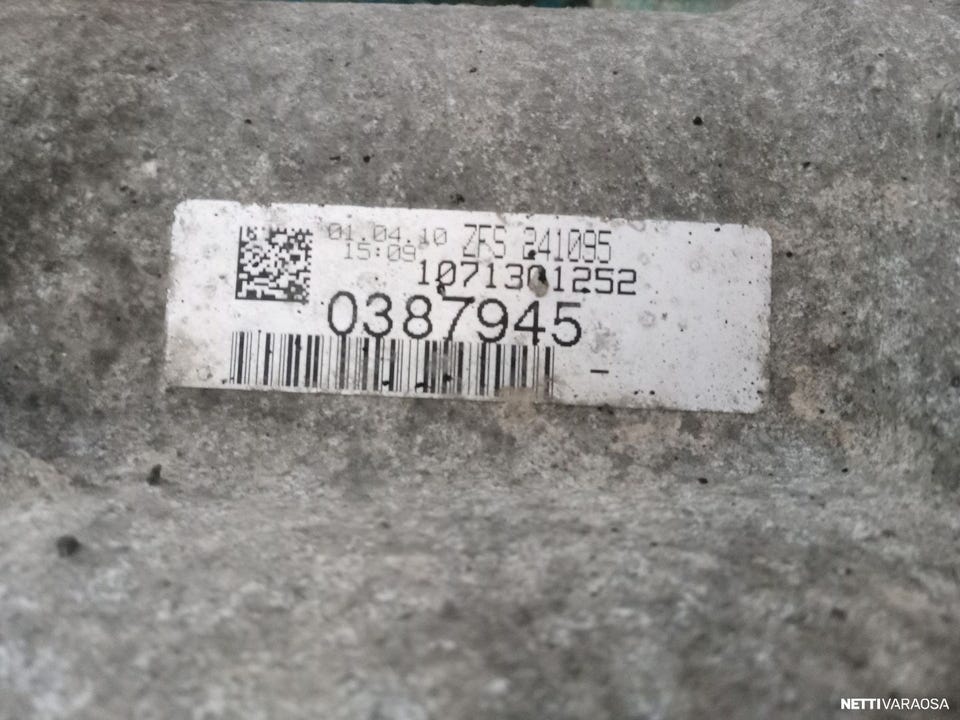 01.04.10 ZFS 241095
15:09
1071301252
0387945
-
NETTIVARAOSA